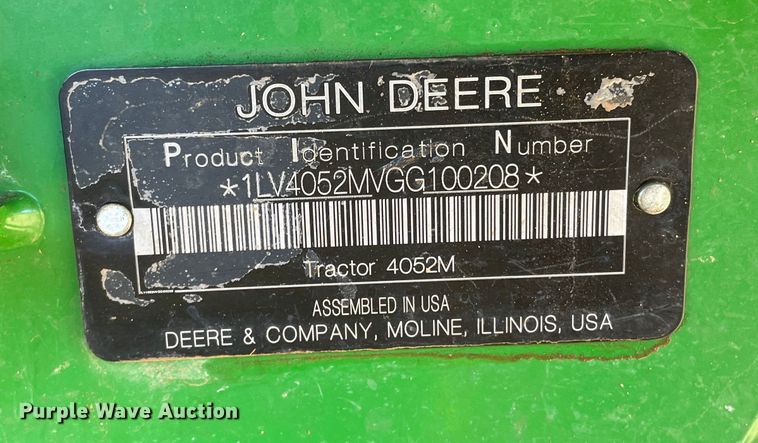 JOHN DEERE
Product Identification Number
*1LV4052MVGG100208*
Tractor 4052M
ASSEMBLED IN USA
DEERE & COMPANY, MOLINE, ILLINOIS, USA
Purple Wave Auction